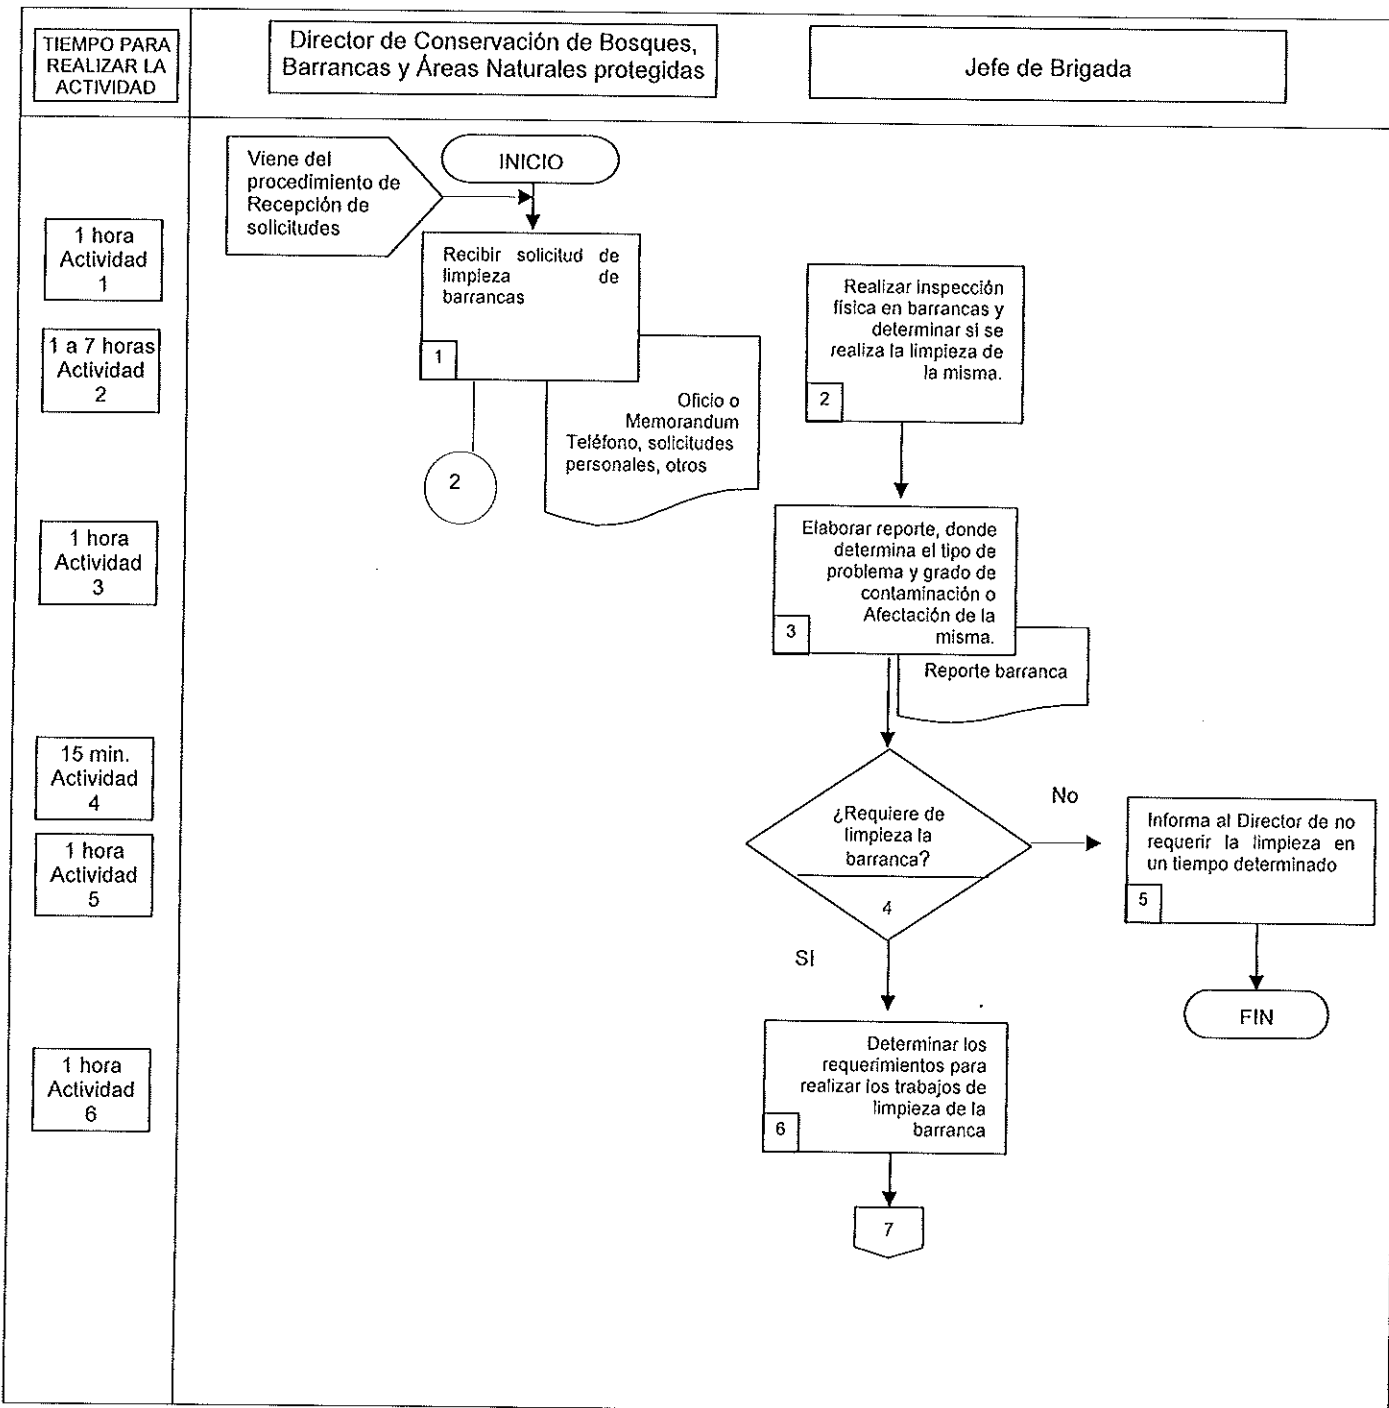 TIEMPO PARA
REALIZAR LA
ACTIVIDAD
Director de Conservación de Bosques,
Barrancas y Áreas Naturales protegidas
Jefe de Brigada
Viene del
procedimiento de
Recepción de
solicitudes
INICIO
1 hora
Actividad
1
Recibir solicitud de
limpieza de
barrancas
1
Realizar inspección
física en barrancas y
determinar si se
realiza la limpieza de
la misma.
2
1 a 7 horas
Actividad
2
Oficio o
Memorandum
Teléfono, solicitudes
personales, otros
2
1 hora
Actividad
3
Elaborar reporte, donde
determina el tipo de
problema y grado de
contaminación o
Afectación de la
misma.
3
Reporte barranca
15 min.
Actividad
4
¿Requiere de
limpieza la
barranca?
4
No
Informa al Director de no
requerir la limpieza en
un tiempo determinado
5
1 hora
Actividad
5
SI
FIN
1 hora
Actividad
6
Determinar los
requerimientos para
realizar los trabajos de
limpieza de la
barranca
6
7